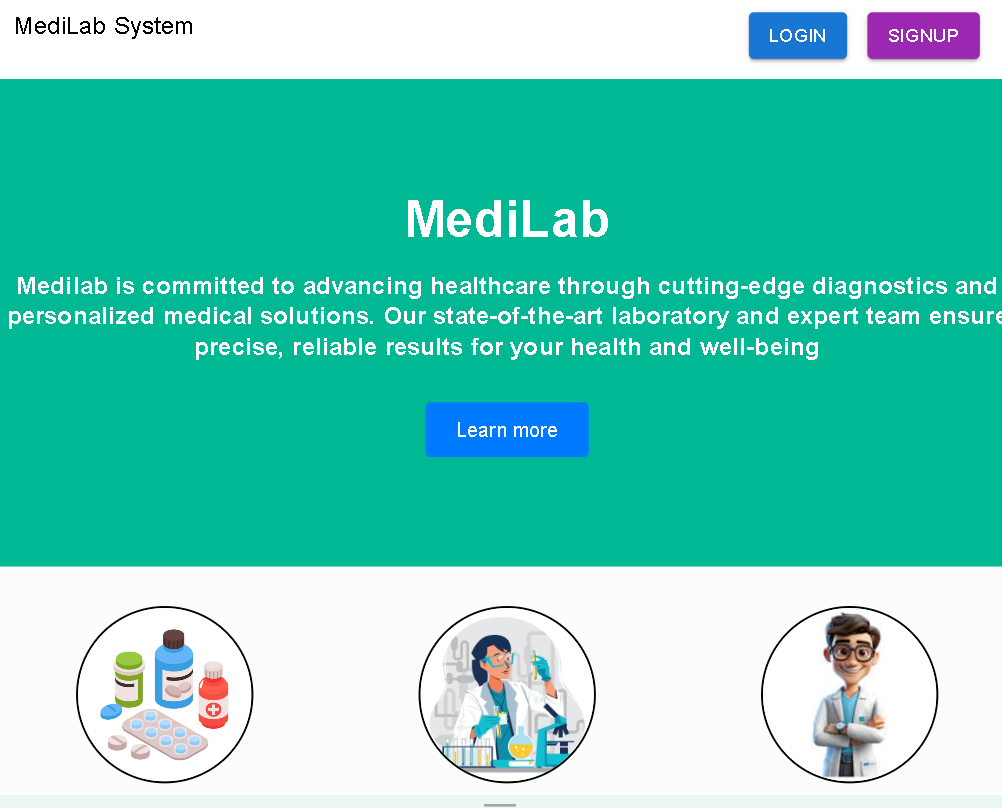 MediLab System
LOGIN
SIGNUP
MediLab
Medilab is committed to advancing healthcare through cutting-edge diagnostics and
personalized medical solutions. Our state-of-the-art laboratory and expert team ensure
precise, reliable results for your health and well-being
Learn more